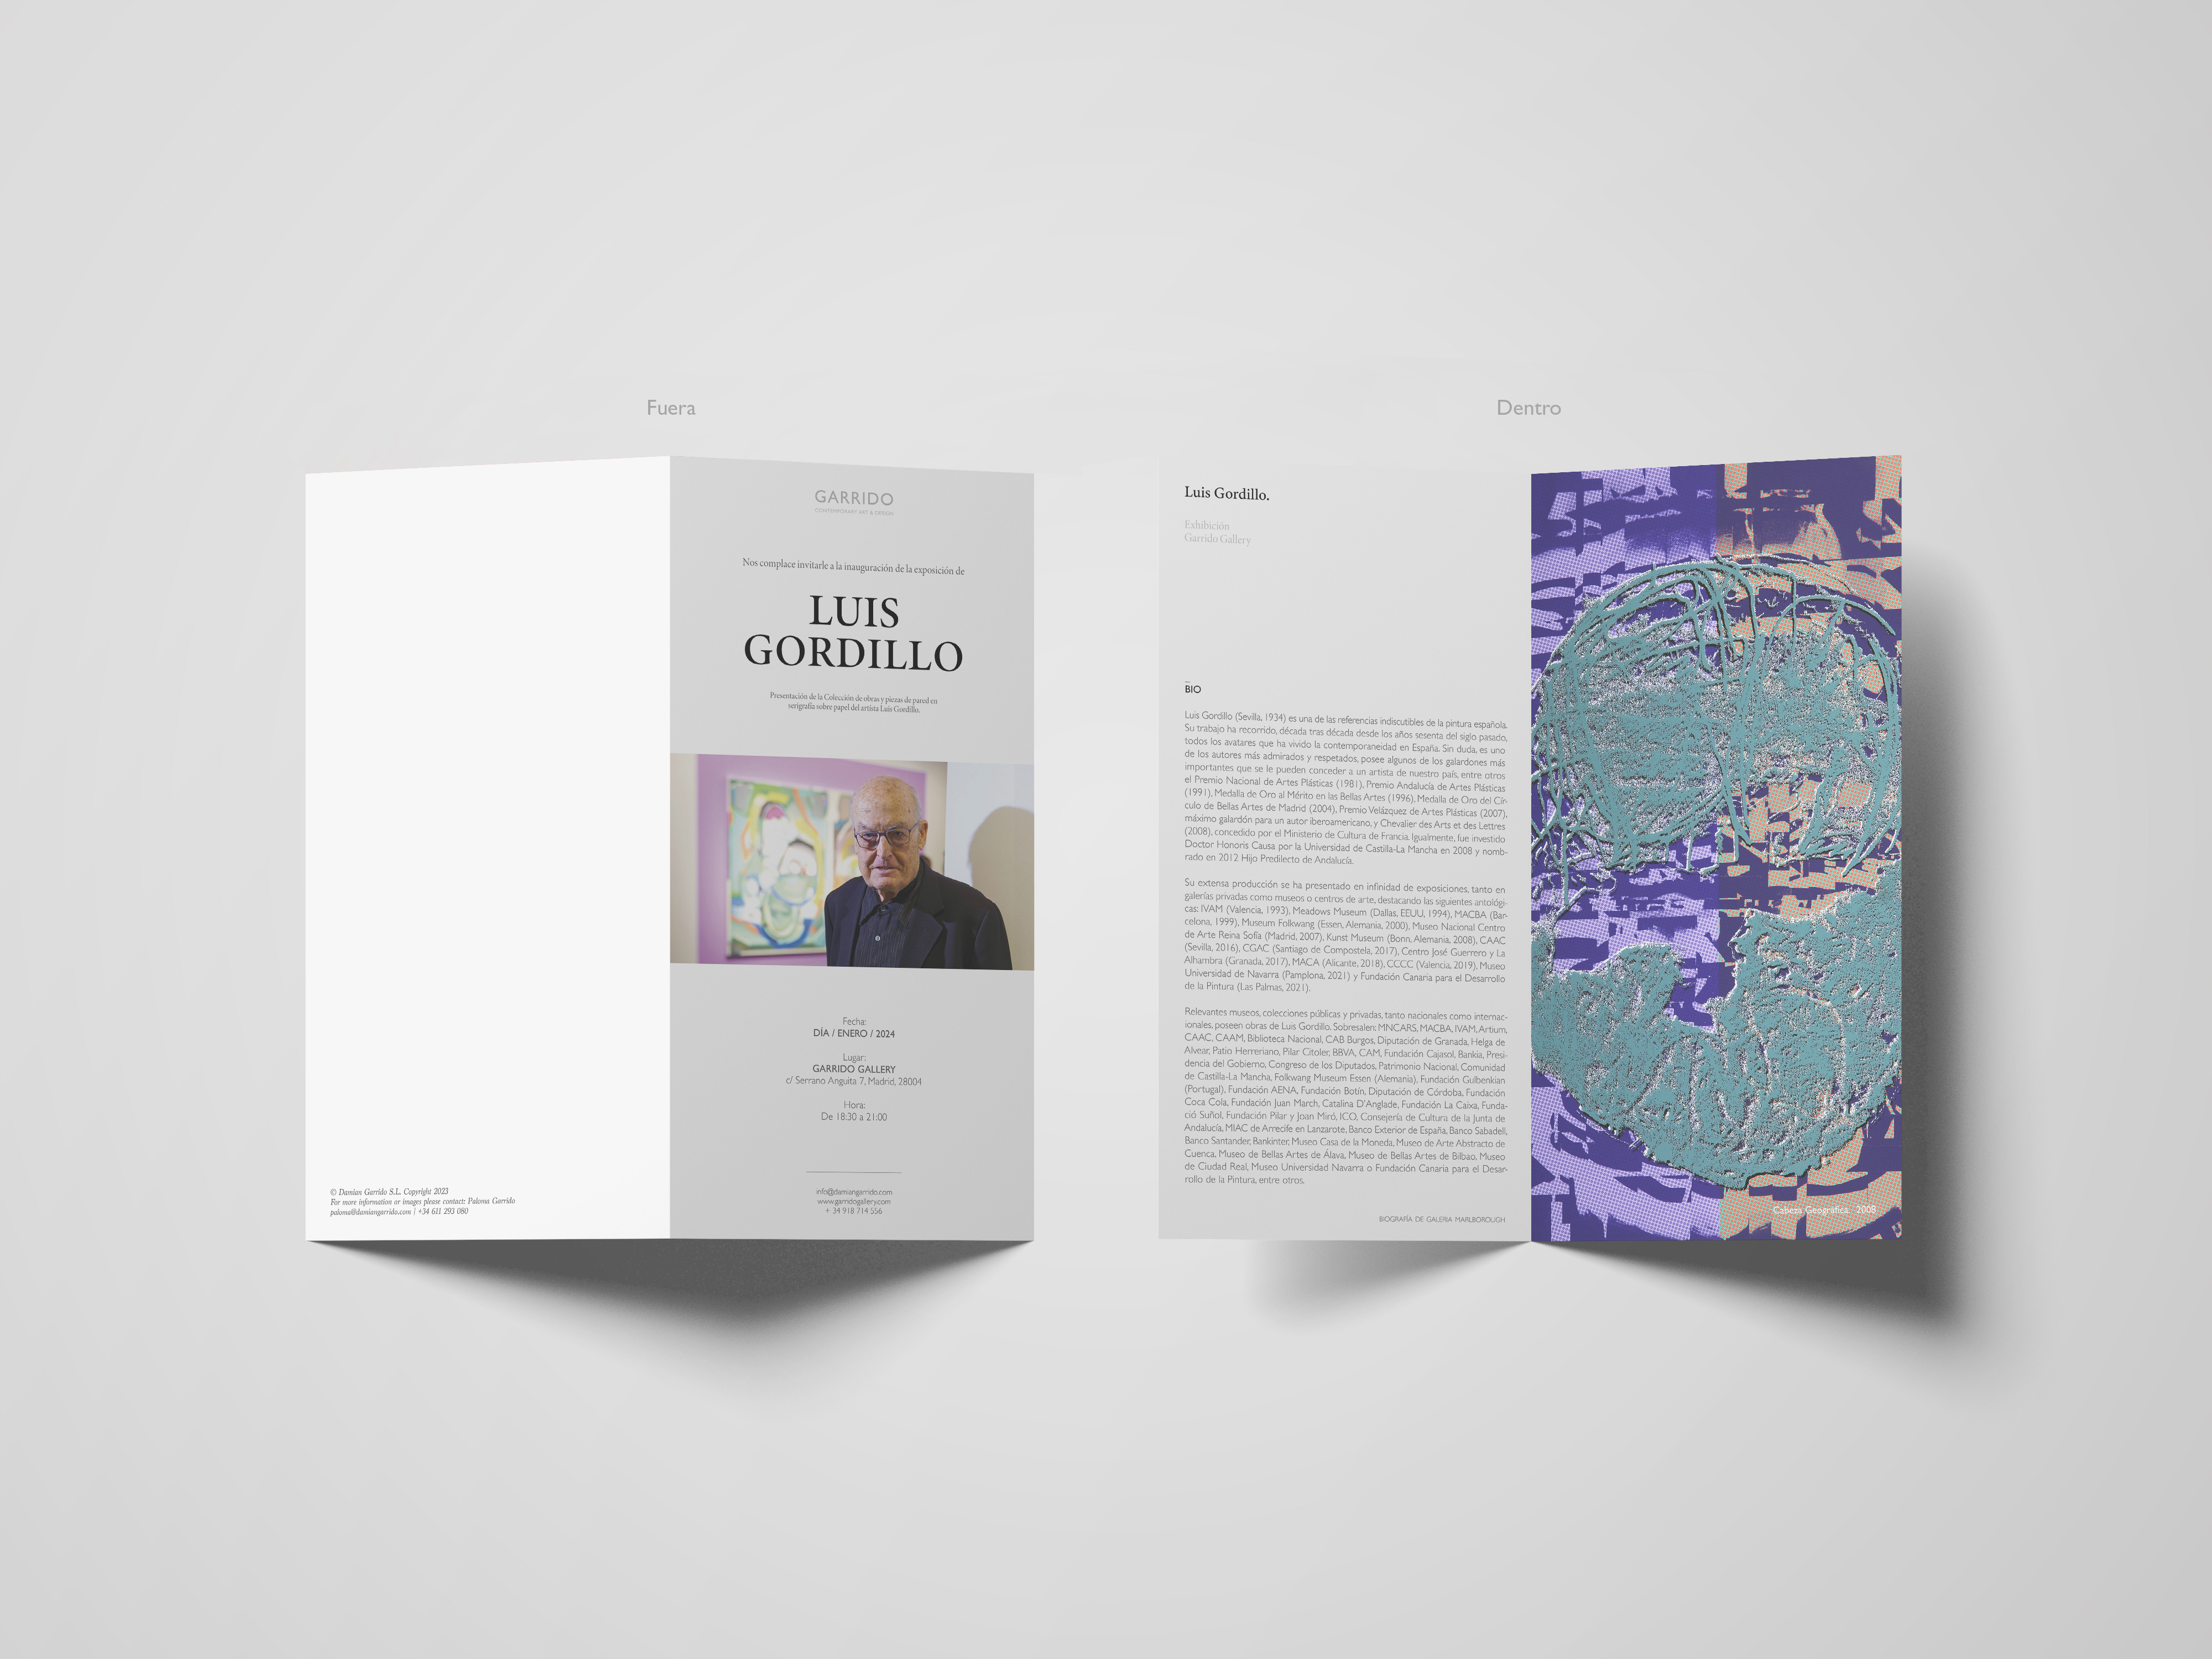 Fuera
Dentro
© Damian Garrido S.L. Copyright 2023
For more information or images please contact: Paloma Garrido
paloma@damiangarrido.com | +34 611 293 080
GARRIDO
CONTEMPORARY ART & DESIGN
Nos complace invitarle a la inauguración de la exposición de
LUIS
GORDILLO
Presentación de la Colección de obras y piezas de pared en
serigrafía sobre papel del artista Luis Gordillo.
Fecha:
DÍA / ENERO / 2024
Lugar:
GARRIDO GALLERY
c/ Serrano Anguita 7, Madrid, 28004
Hora:
De 18:30 a 21:00
info@damiangarrido.com
www.garridogallery.com
+ 34 918 714 556
Luis Gordillo.
Exhibición
Garrido Gallery
BIO
Luis Gordillo (Sevilla, 1934) es una de las referencias indiscutibles de la pintura española.
Su trabajo ha recorrido, década tras década desde los años sesenta del siglo pasado,
todos los avatares que ha vivido la contemporaneidad en España. Sin duda, es uno
de los autores más admirados y respetados, posee algunos de los galardones más
importantes que se le pueden conceder a un artista de nuestro país, entre otros
el Premio Nacional de Artes Plásticas (1981), Premio Andalucía de Artes Plásticas
(1991), Medalla de Oro al Mérito en las Bellas Artes (1996), Medalla de Oro del Cír-
culo de Bellas Artes de Madrid (2004), Premio Velázquez de Artes Plásticas (2007),
máximo galardón para un autor iberoamericano, y Chevalier des Arts et des Lettres
(2008), concedido por el Ministerio de Cultura de Francia. Igualmente, fue investido
Doctor Honoris Causa por la Universidad de Castilla-La Mancha en 2008 y nomb-
rado en 2012 Hijo Predilecto de Andalucía.
Su extensa producción se ha presentado en infinidad de exposiciones, tanto en
galerías privadas como museos o centros de arte, destacando las siguientes antológi-
cas: IVAM (Valencia, 1993), Meadows Museum (Dallas, EEUU, 1994), MACBA (Bar-
celona, 1999), Museum Folkwang (Essen, Alemania, 2000), Museo Nacional Centro
de Arte Reina Sofía (Madrid, 2007), Kunst Museum (Bonn, Alemania, 2008), CAAC
(Sevilla, 2016), CGAC (Santiago de Compostela, 2017), Centro José Guerrero y La
Alhambra (Granada, 2017), MACA (Alicante, 2018), CCCC (Valencia, 2019), Museo
Universidad de Navarra (Pamplona, 2021) y Fundación Canaria para el Desarrollo
de la Pintura (Las Palmas, 2021).
Relevantes museos, colecciones públicas y privadas, tanto nacionales como internac-
ionales, poseen obras de Luis Gordillo. Sobresalen: MNCARS, MACBA, IVAM, Artium,
CAAC, CAAM, Biblioteca Nacional, CAB Burgos, Diputación de Granada, Helga de
Alvear, Patio Herreriano, Pilar Citoler, BBVA, CAM, Fundación Cajasol, Bankia, Presi-
dencia del Gobierno, Congreso de los Diputados, Patrimonio Nacional, Comunidad
de Castilla-La Mancha, Folkwang Museum Essen (Alemania), Fundación Gulbenkian
(Portugal), Fundación AENA, Fundación Botín, Diputación de Córdoba, Fundación
Coca Cola, Fundación Juan March, Catalina D'Anglade, Fundación La Caixa, Funda-
ció Suñol, Fundación Pilar y Joan Miró, ICO, Consejería de Cultura de la Junta de
Andalucía, MIAC de Arrecife en Lanzarote, Banco Exterior de España, Banco Sabadell,
Banco Santander, Bankinter, Museo Casa de la Moneda, Museo de Arte Abstracto de
Cuenca, Museo de Bellas Artes de Álava, Museo de Bellas Artes de Bilbao, Museo
de Ciudad Real, Museo Universidad Navarra o Fundación Canaria para el Desar-
rollo de la Pintura, entre otros.
BIOGRAFÍA DE GALERIA MARLBOROUGH
Cabeza Geográfica 2008